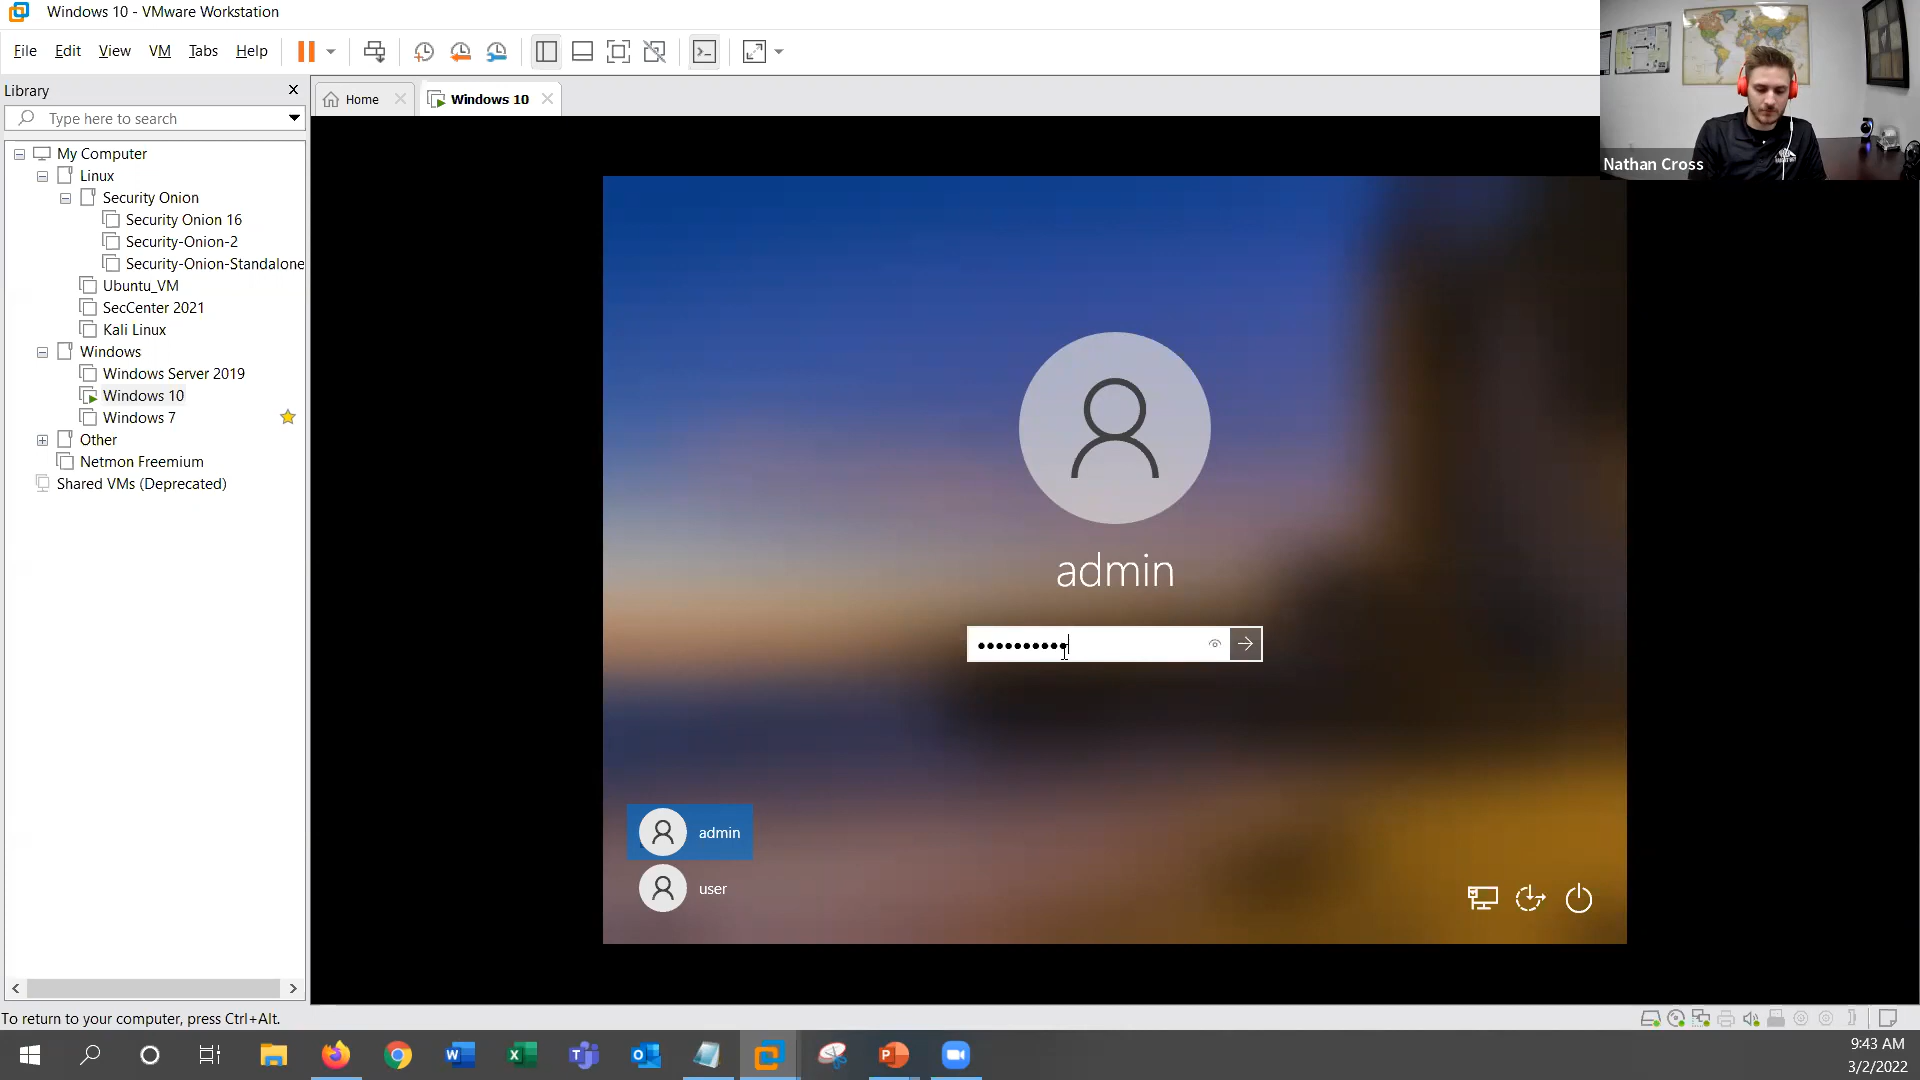 Windows 10 - VMware Workstation
File Edit View VM Tabs Help
Library
Type here to search
My Computer
Linux
Security Onion
Security Onion 16
Security-Onion-2
Security-Onion-Standalone
Ubuntu_VM
SecCenter 2021
Kali Linux
Windows
Windows Server 2019
Windows 10
Windows 7
Other
Netmon Freemium
Shared VMs (Deprecated)
Home
Windows 10
Nathan Cross
admin
admin
user
To return to your computer, press Ctrl+Alt.
9:43 AM
3/2/2022